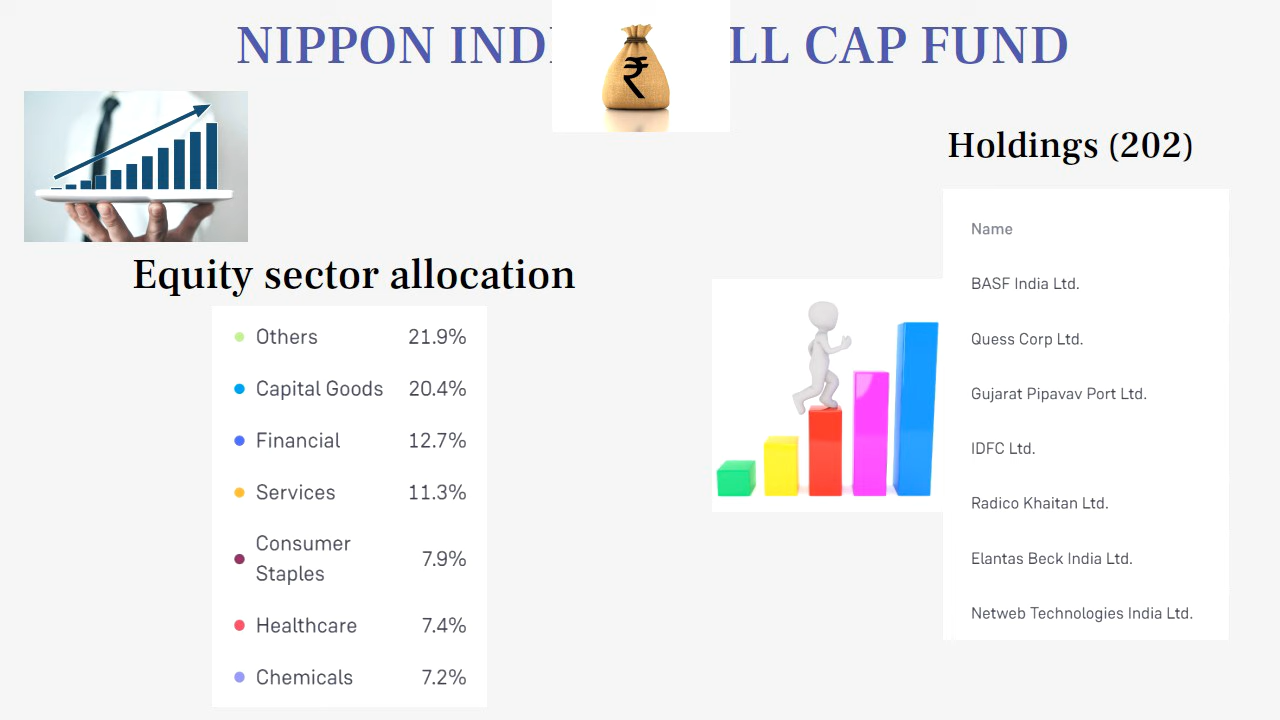 NIPPON IND LL CAP FUND
₹
Holdings (202)
Equity sector allocation
Others 21.9%
Capital Goods 20.4%
Financial 12.7%
Services 11.3%
Consumer
Staples 7.9%
Healthcare 7.4%
Chemicals 7.2%
Name
BASF India Ltd.
Quess Corp Ltd.
Gujarat Pipavav Port Ltd.
IDFC Ltd.
Radico Khaitan Ltd.
Elantas Beck India Ltd.
Netweb Technologies India Ltd.